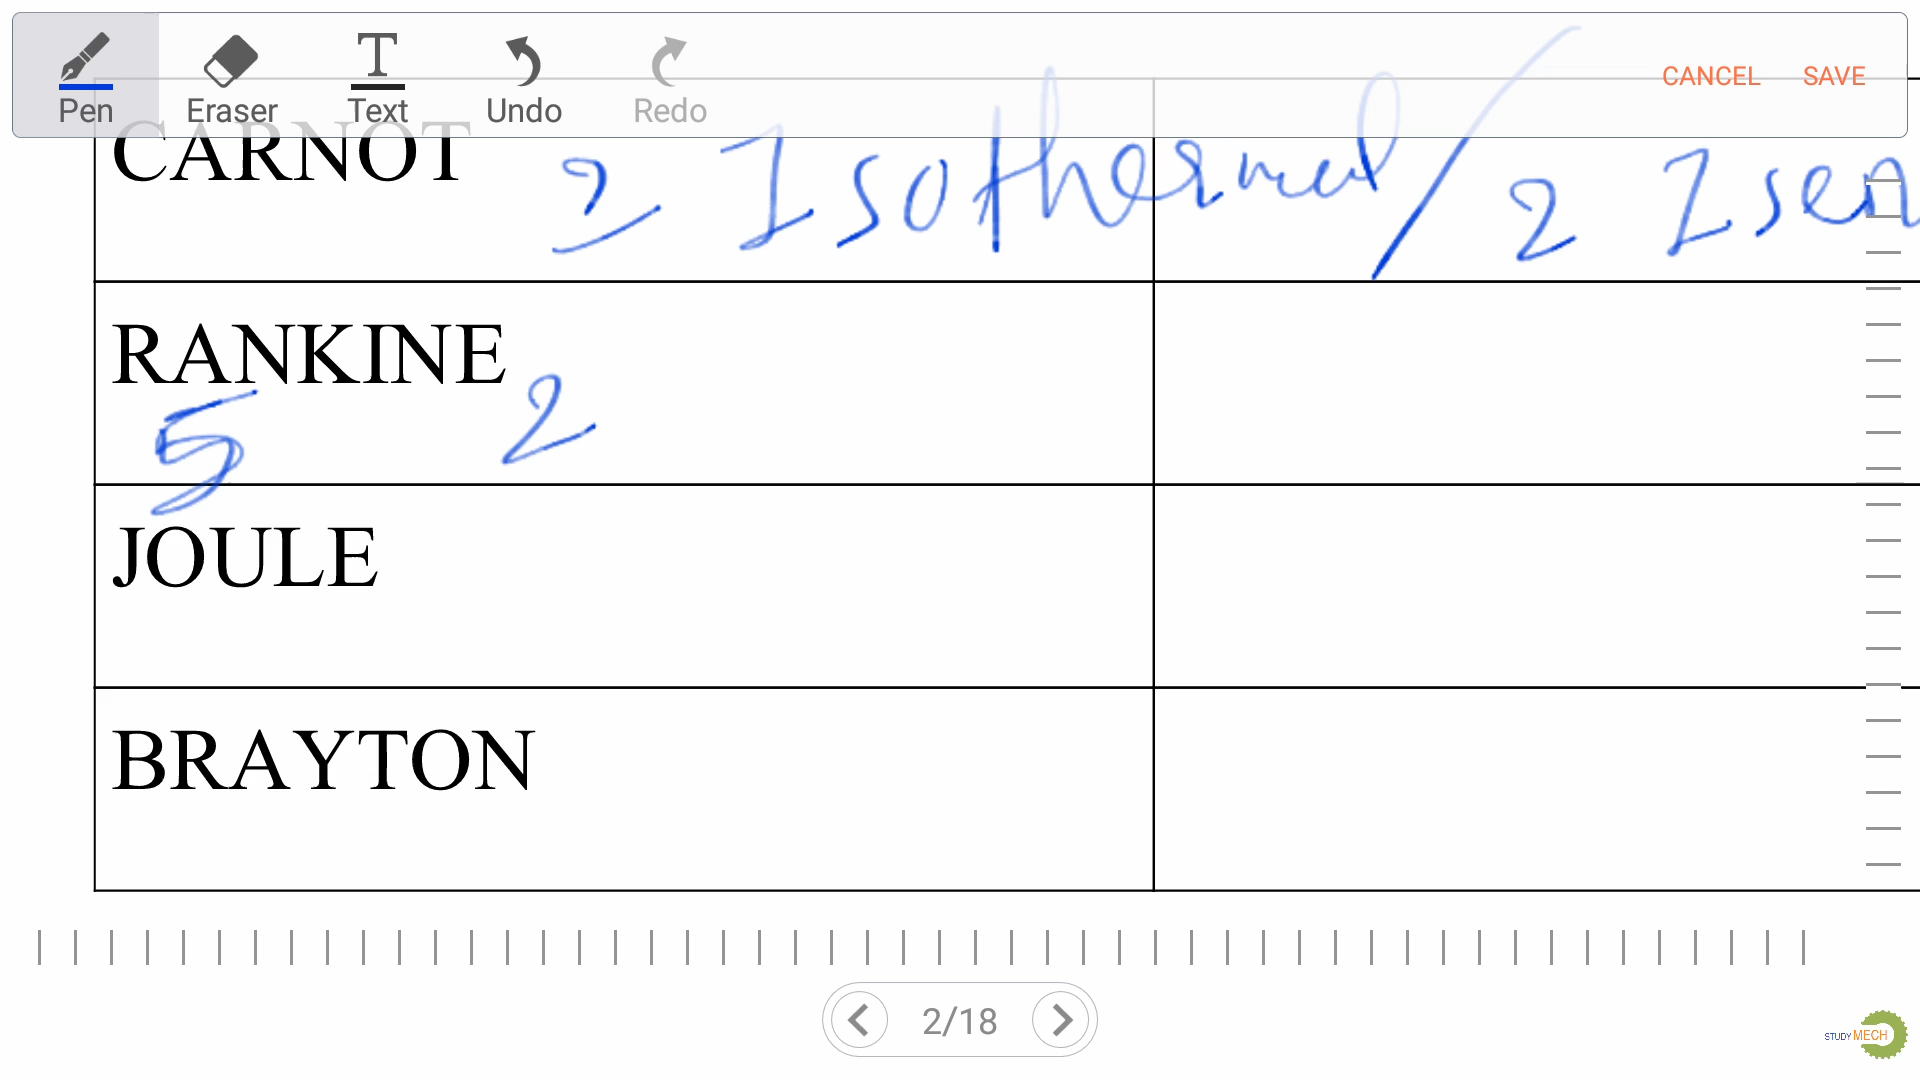 Pen Eraser Text Undo Redo CANCEL SAVE
CARNOT 2 Isothermal / 2 Isen
RANKINE
5 2
JOULE
BRAYTON
2/18
STUDY MECH